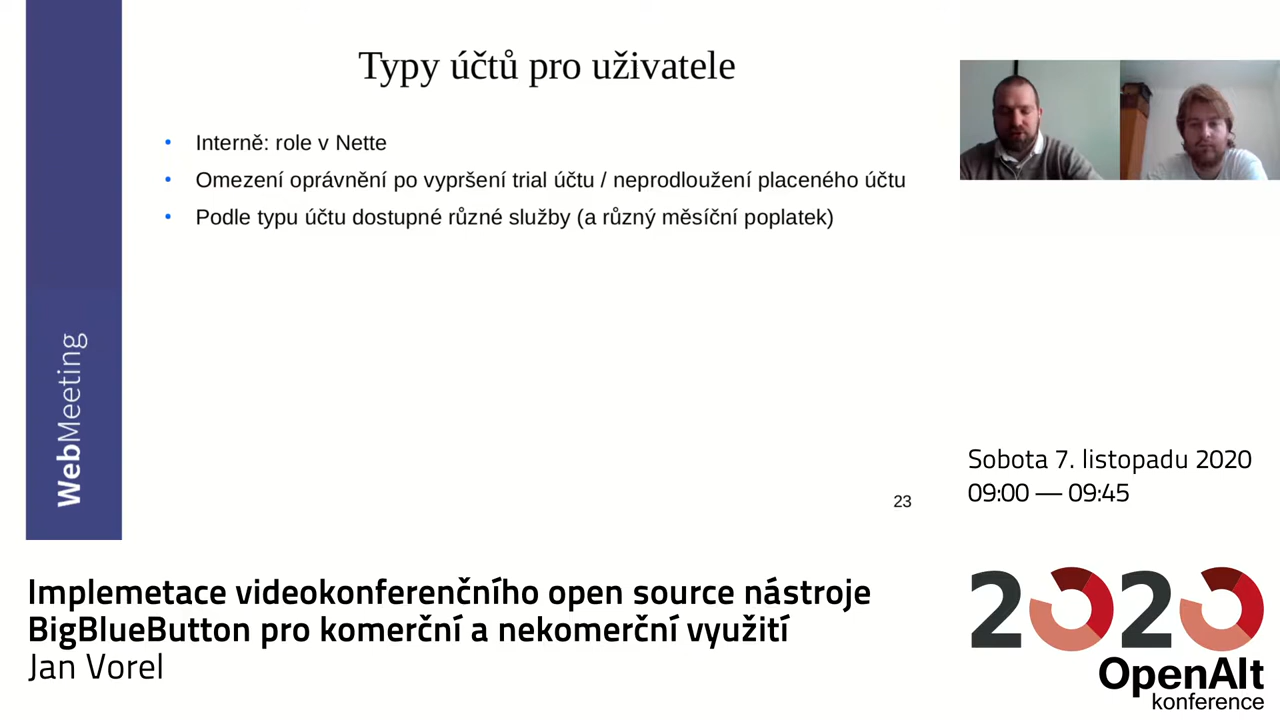 Typy účtů pro uživatele
Interně: role v Nette
Omezení oprávnění po vypršení trial účtu / neprodloužení placeného účtu
Podle typu účtu dostupné různé služby (a různý měsíční poplatek)
WebMeeting
23
Sobota 7. listopadu 2020
09:00 — 09:45
Implemetace videokonferenčního open source nástroje
BigBlueButton pro komerční a nekomerční využití
Jan Vorel
2020
OpenAlt
konference